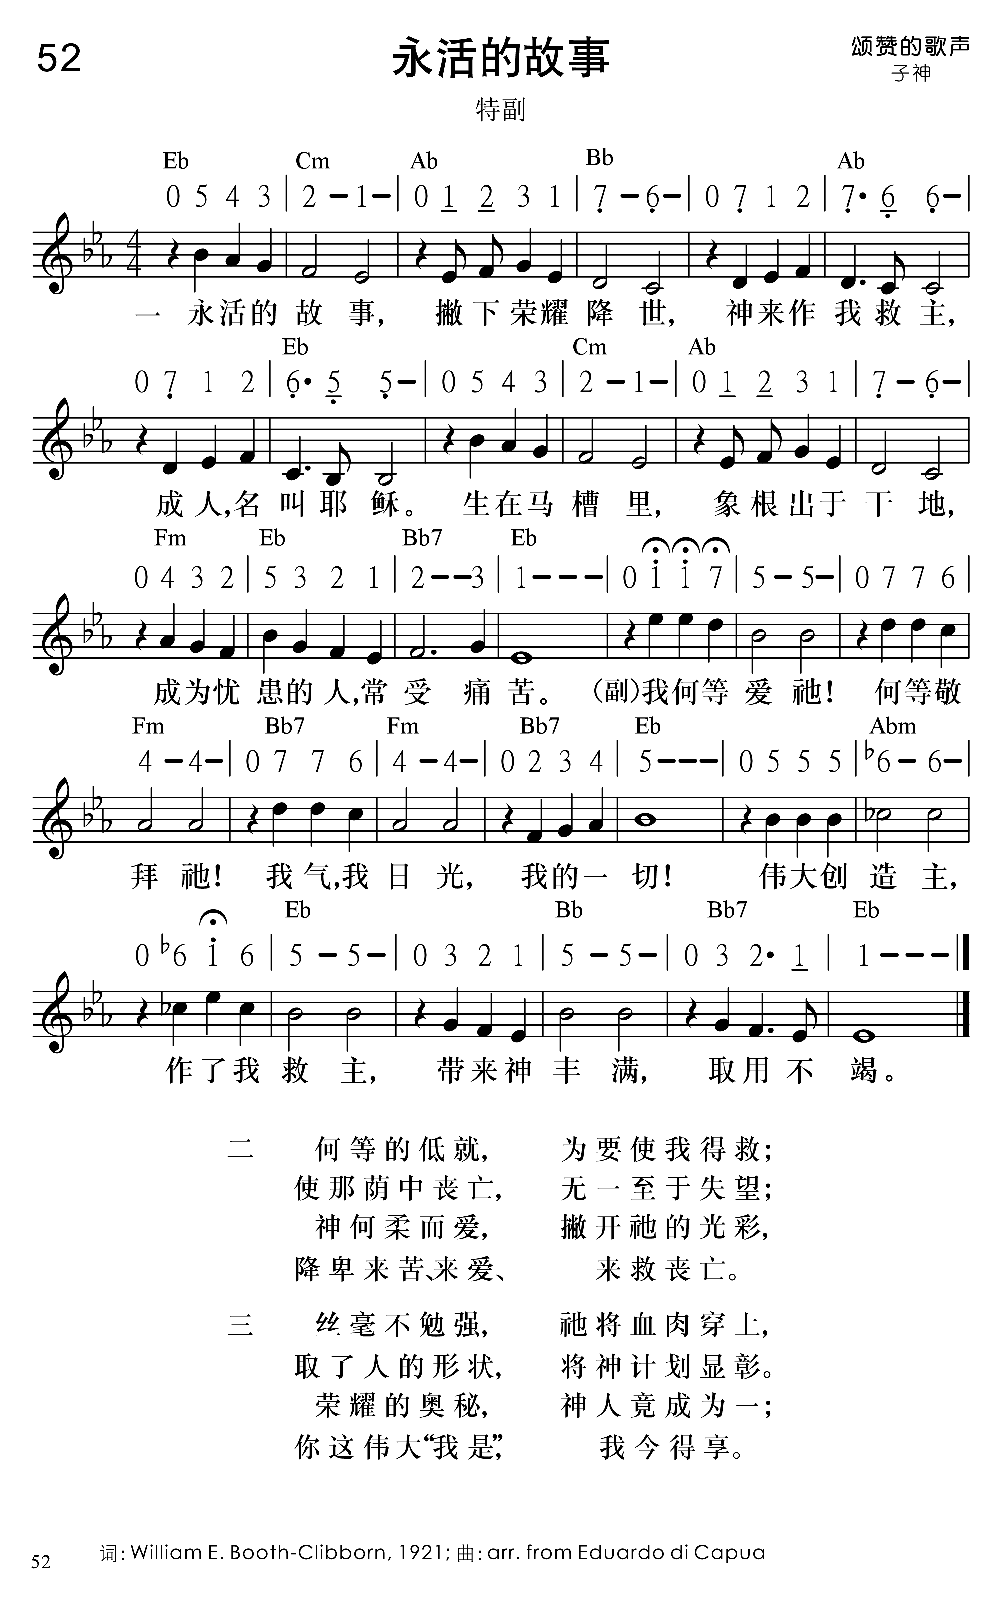 52
永活的故事
颂赞的歌声
子神
特副
Eb Cm Ab Bb Ab
0 5 4 3 | 2 - 1 - | 0 1 2 3 1 | 7 - 6 - | 0 7 1 2 | 7· 6 6 - |
4
4
一 永活的 故 事, 撇下荣耀 降 世, 神来作 我救主,
Eb Cm Ab
0 7 1 2 | 6· 5 5 - | 0 5 4 3 | 2 - 1 - | 0 1 2 3 1 | 7 - 6 - |
成人,名 叫耶 稣。 生在马 槽 里, 象根出于 干 地,
Fm Eb Bb7 Eb
0 4 3 2 | 5 3 2 1 | 2 - - 3 | 1 - - - | 0 1 1 7 | 5 - 5 - | 0 7 7 6
成为忧 患的人,常 受 痛 苦。 (副)我何等 爱 祂! 何等敬
Fm Bb7 Fm Bb7 Eb Abm
4 - 4 - | 0 7 7 6 | 4 - 4 - | 0 2 3 4 | 5 - - - | 0 5 5 5 | ♭6 - 6 - |
拜 祂! 我气,我 日 光, 我的一 切! 伟大创 造 主,
Eb Bb Bb7 Eb
0 ♭6 1 6 | 5 - 5 - | 0 3 2 1 | 5 - 5 - | 0 3 2· 1 | 1 - - -
作了我 救 主, 带来神 丰 满, 取用不 竭。
二 何等的低就, 为要使我得救;
使那荫中丧亡, 无一至于失望;
神何柔而爱, 撇开祂的光彩,
降卑来苦、来爱、 来救丧亡。
三 丝毫不勉强, 祂将血肉穿上,
取了人的形状, 将神计划显彰。
荣耀的奥秘, 神人竟成为一;
你这伟大“我是”, 我今得享。
词: William E. Booth-Clibborn, 1921; 曲: arr. from Eduardo di Capua
52